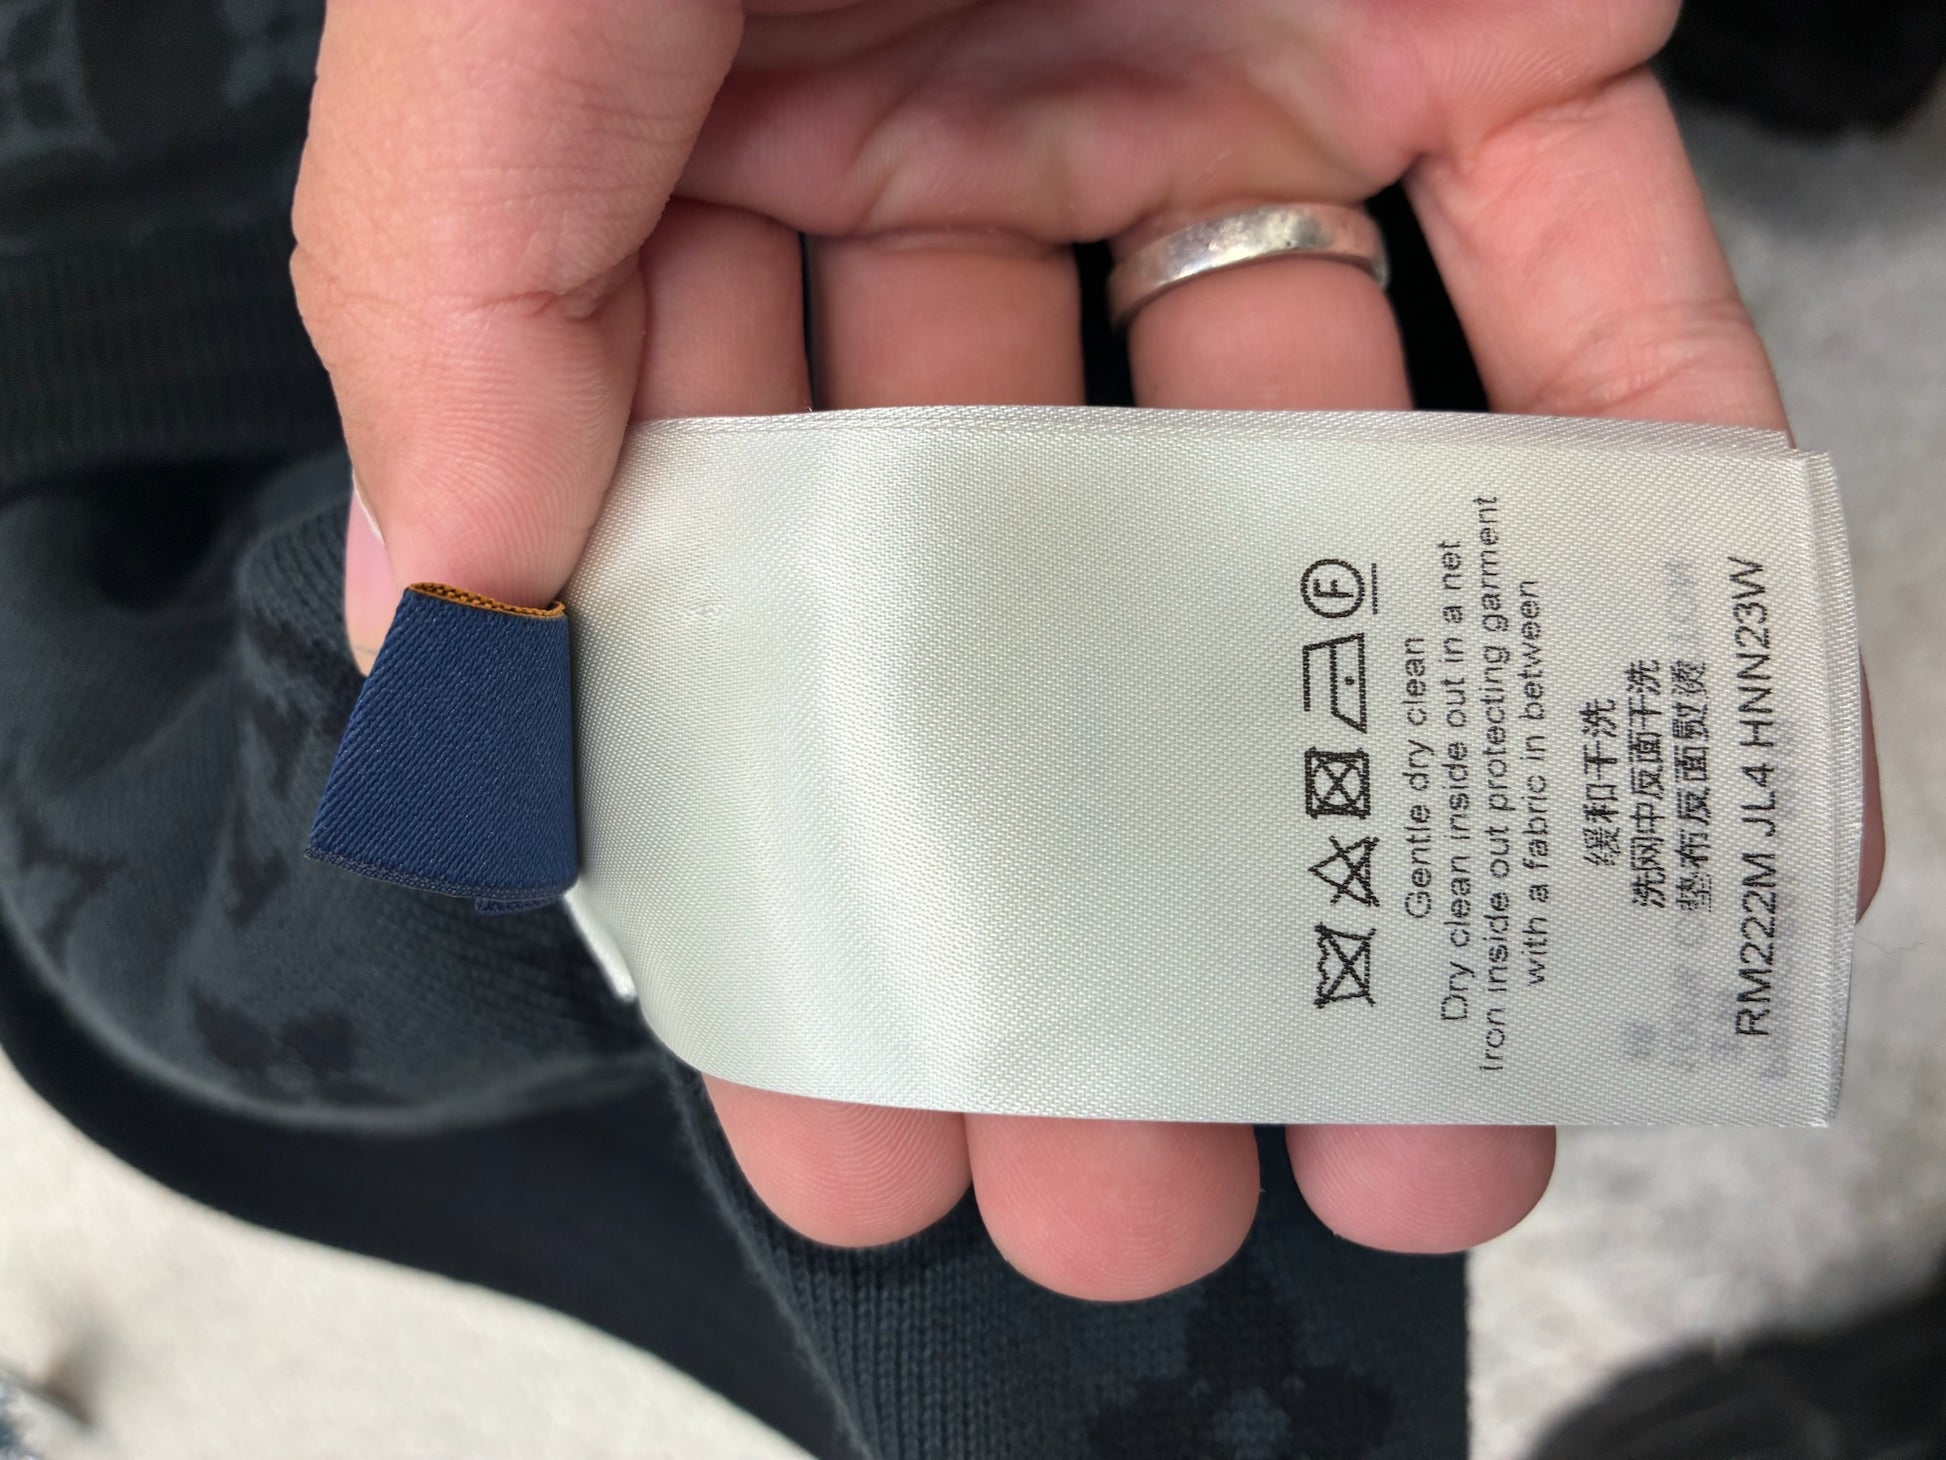 F
Gentle dry clean
Dry clean inside out in a net
Iron inside out protecting garment
with a fabric in between
缓和干洗
洗网中反面干洗
垫布反面熨烫
RM222M JL4 HNN23W